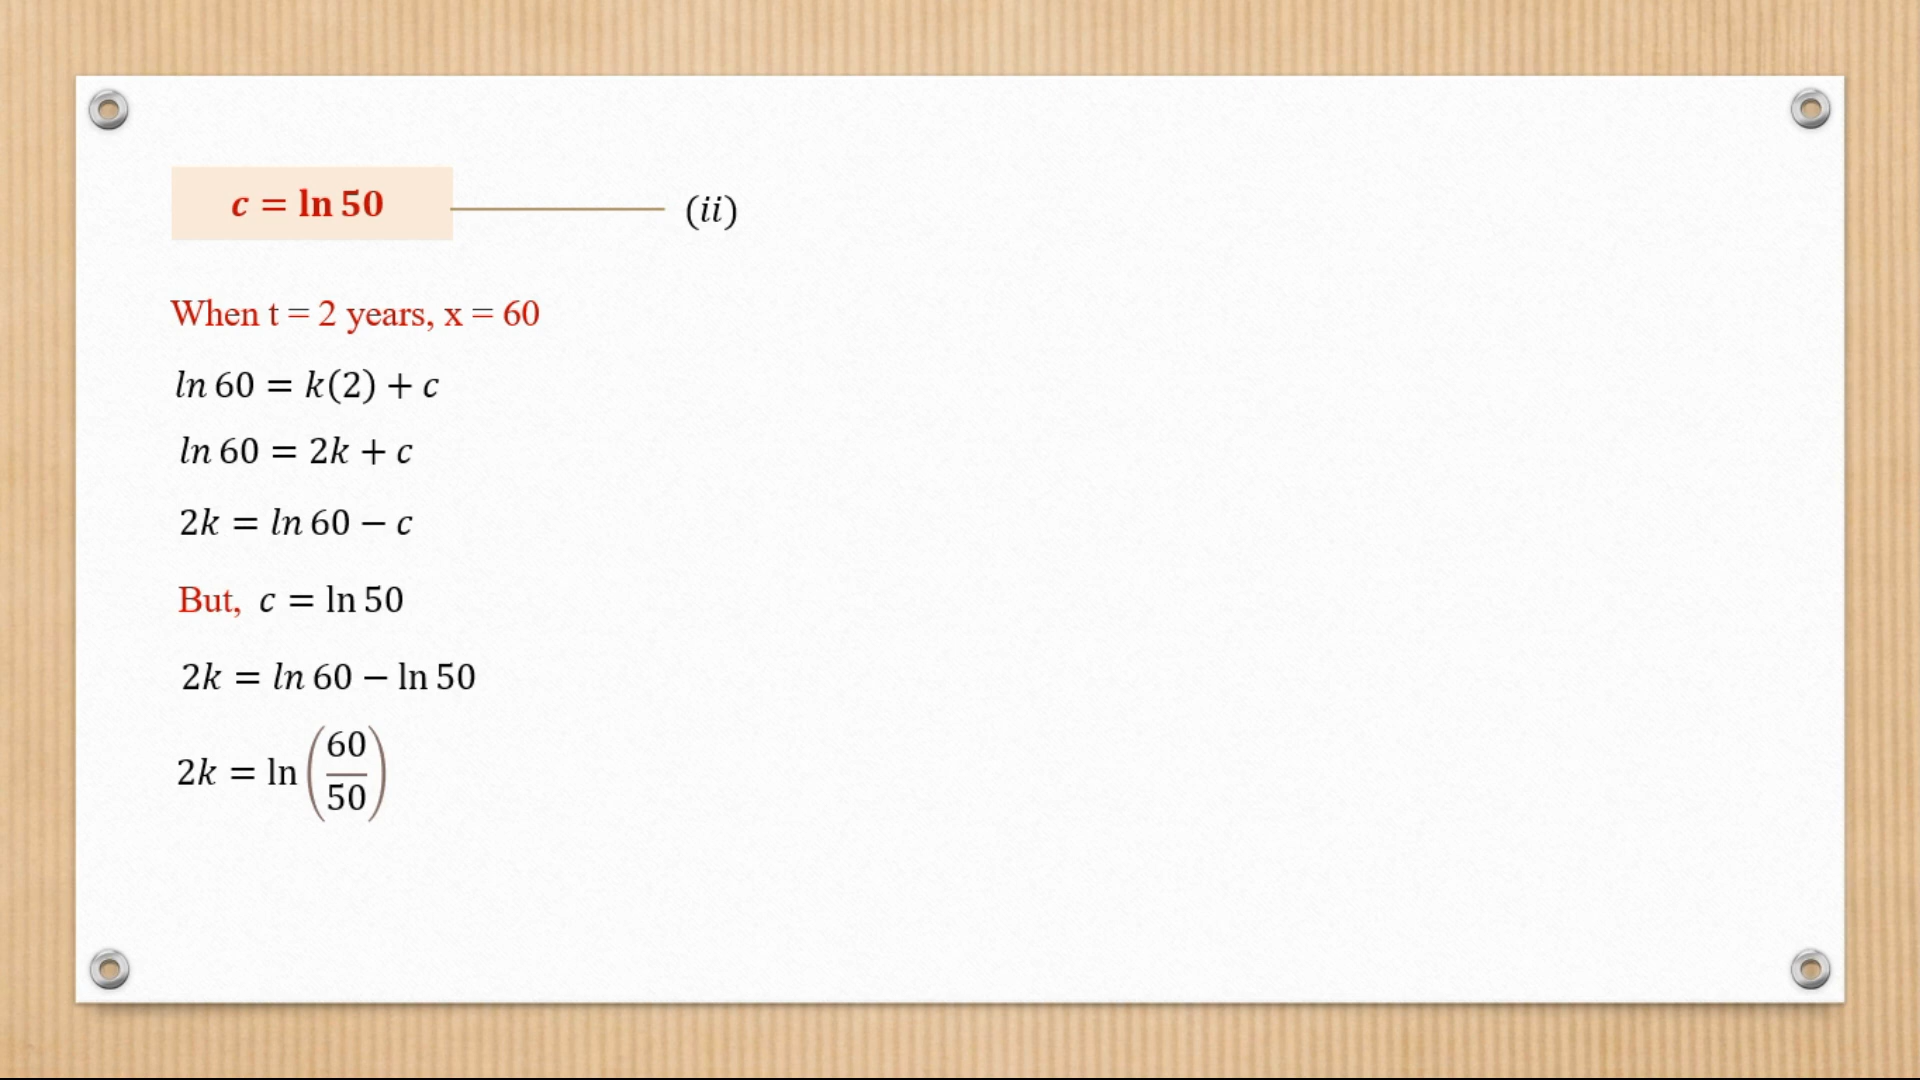 c = ln 50 (ii)
When t = 2 years, x = 60
ln 60 = k(2) + c
ln 60 = 2k + c
2k = ln 60 − c
But, c = ln 50
2k = ln 60 − ln 50
2k = ln (60/50)